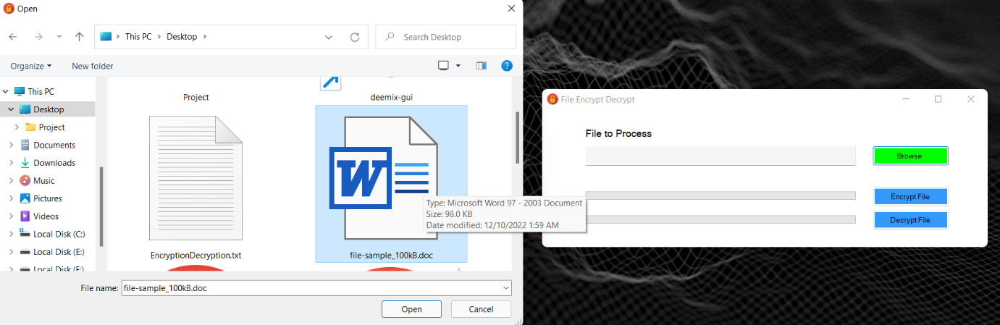 Open
This PC
Desktop
Search Desktop
Organize
New folder
This PC
Desktop
Project
Documents
Downloads
Music
Pictures
Videos
Local Disk (C:)
Local Disk (E:)
Local Disk (F:)
Project
deemix-gui
EncryptionDecryption.txt
W
file-sample_100kB.doc
Type: Microsoft Word 97 - 2003 Document
Size: 98.0 KB
Date modified: 12/10/2022 1:59 AM
File name:
file-sample_100kB.doc
Open
Cancel
File Encrypt Decrypt
File to Process
Browse
Encrypt File
Decrypt File